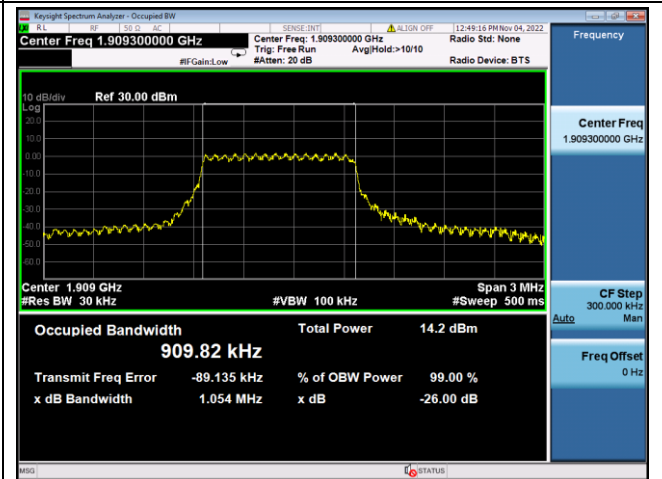 Keysight Spectrum Analyzer - Occupied BW
RL RF 50 Ω AC SENSE:INT ALIGN OFF 12:49:16 PM Nov 04, 2022
Center Freq 1.909300000 GHz Center Freq: 1.909300000 GHz Radio Std: None Frequency
Trig: Free Run Avg|Hold:>10/10
#IFGain:Low #Atten: 20 dB Radio Device: BTS
10 dB/div Ref 30.00 dBm
Log
20.0
10.0
0.00
-10.0
-20.0
-30.0
-40.0
-50.0
-60.0
Center Freq
1.909300000 GHz
Center 1.909 GHz Span 3 MHz
#Res BW 30 kHz #VBW 100 kHz #Sweep 500 ms
CF Step
300.000 kHz
Auto Man
Occupied Bandwidth Total Power 14.2 dBm
909.82 kHz
Transmit Freq Error -89.135 kHz % of OBW Power 99.00 %
x dB Bandwidth 1.054 MHz x dB -26.00 dB
Freq Offset
0 Hz
MSG STATUS